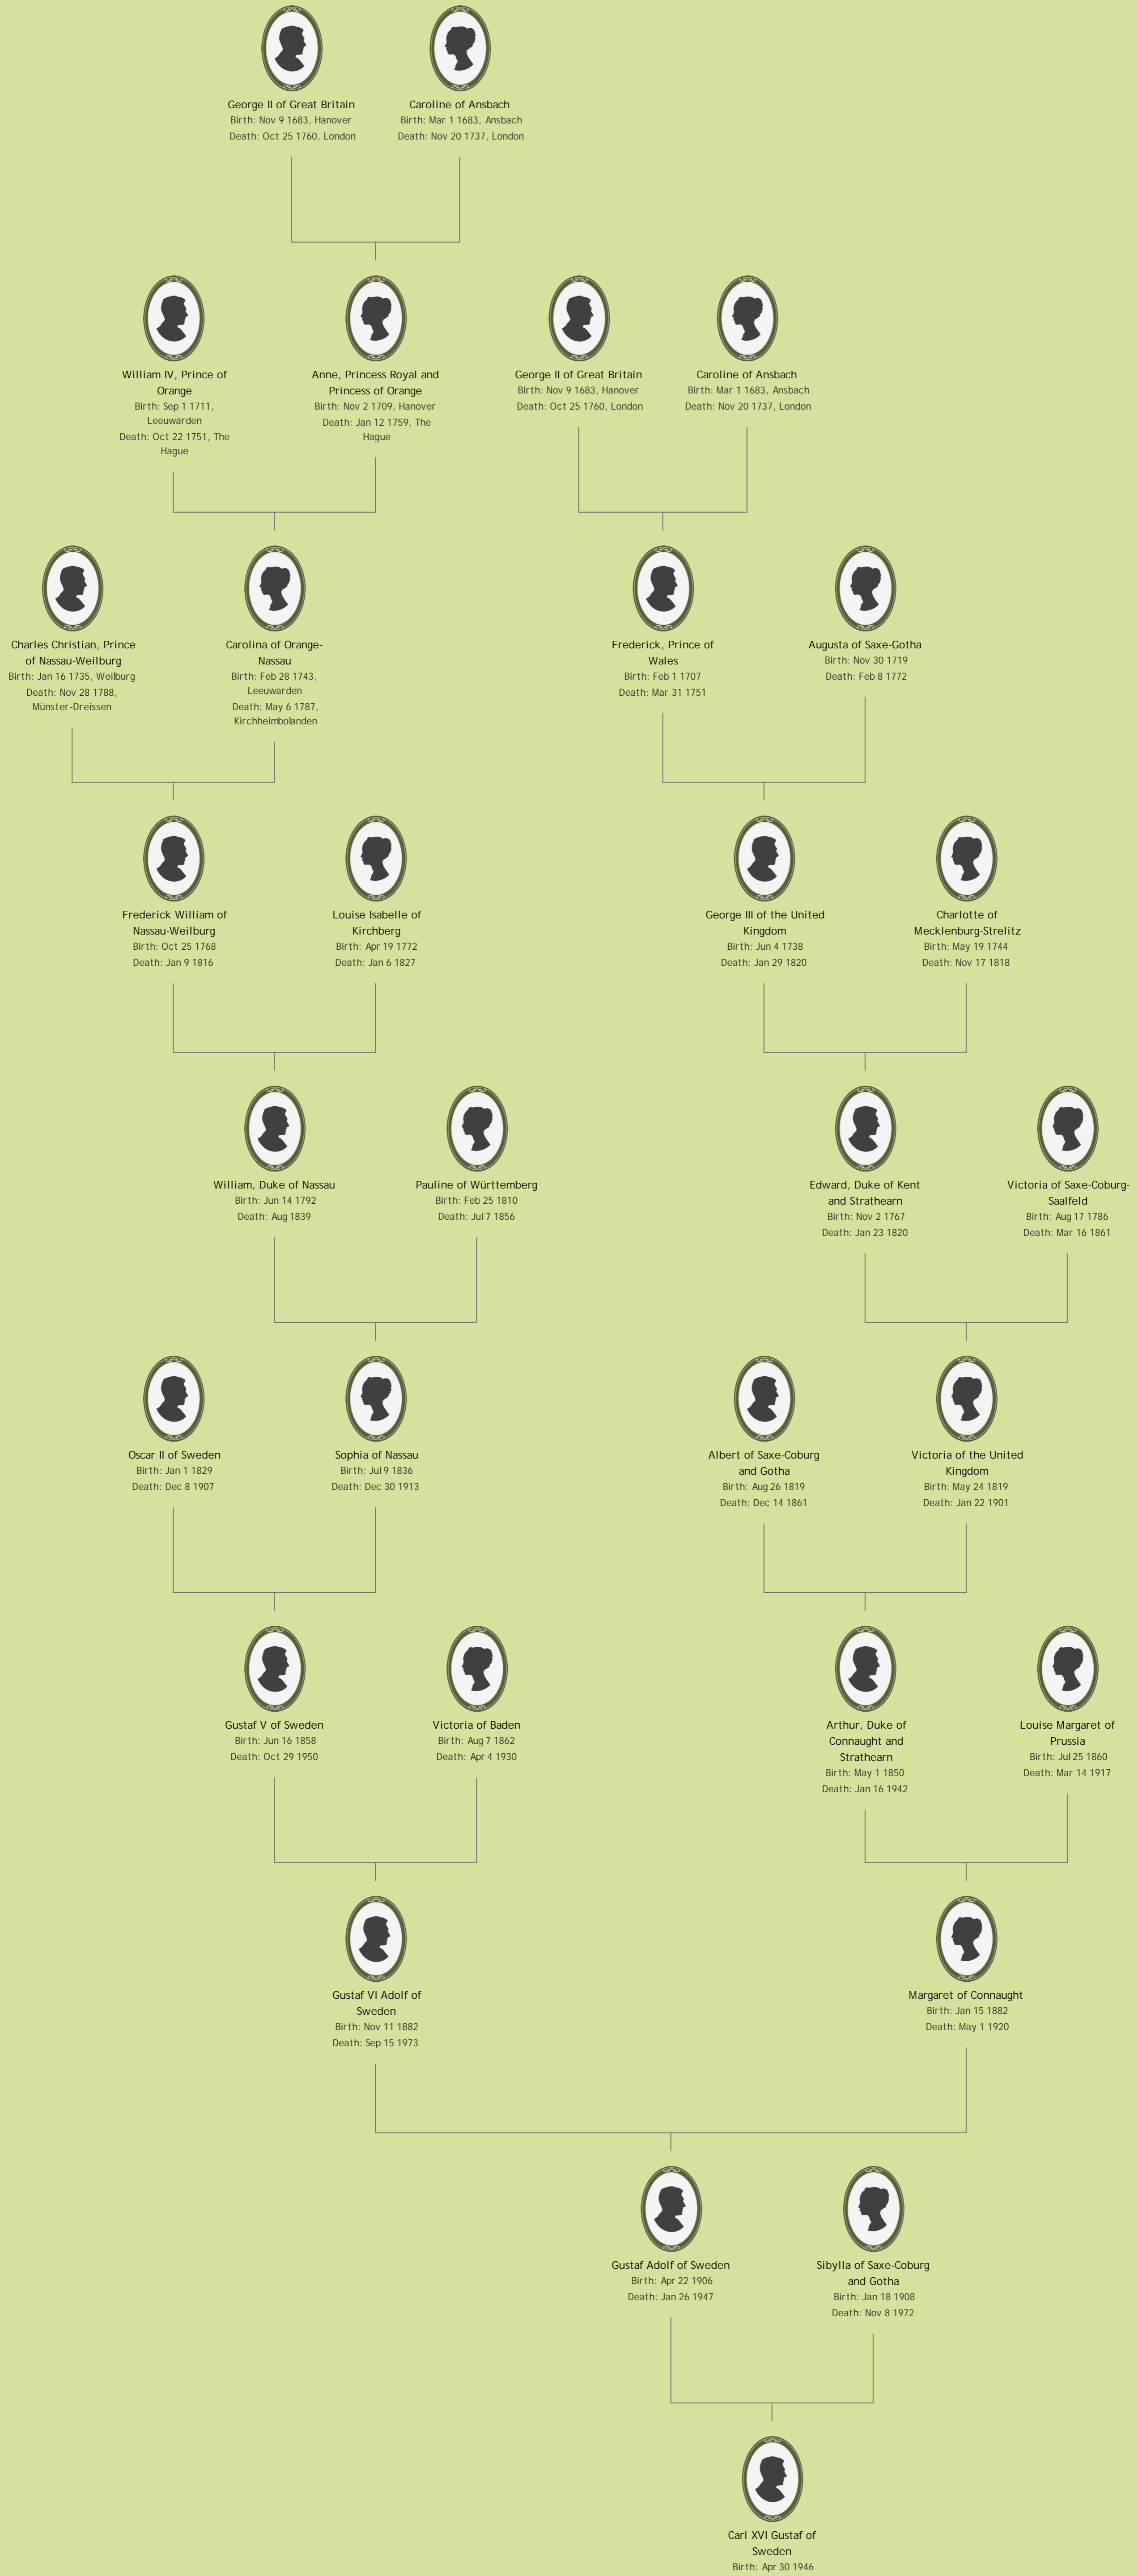 George II of Great Britain
Birth: Nov 9 1683, Hanover
Death: Oct 25 1760, London
Caroline of Ansbach
Birth: Mar 1 1683, Ansbach
Death: Nov 20 1737, London
William IV, Prince of
Orange
Birth: Sep 1 1711,
Leeuwarden
Death: Oct 22 1751, The
Hague
Anne, Princess Royal and
Princess of Orange
Birth: Nov 2 1709, Hanover
Death: Jan 12 1759, The
Hague
George II of Great Britain
Birth: Nov 9 1683, Hanover
Death: Oct 25 1760, London
Caroline of Ansbach
Birth: Mar 1 1683, Ansbach
Death: Nov 20 1737, London
Charles Christian, Prince
of Nassau-Weilburg
Birth: Jan 16 1735, Weilburg
Death: Nov 28 1788,
Münster-Dreissen
Carolina of Orange-
Nassau
Birth: Feb 28 1743,
Leeuwarden
Death: May 6 1787,
Kirchheimbolanden
Frederick, Prince of
Wales
Birth: Feb 1 1707
Death: Mar 31 1751
Augusta of Saxe-Gotha
Birth: Nov 30 1719
Death: Feb 8 1772
Frederick William of
Nassau-Weilburg
Birth: Oct 25 1768
Death: Jan 9 1816
Louise Isabelle of
Kirchberg
Birth: Apr 19 1772
Death: Jan 6 1827
George III of the United
Kingdom
Birth: Jun 4 1738
Death: Jan 29 1820
Charlotte of
Mecklenburg-Strelitz
Birth: May 19 1744
Death: Nov 17 1818
William, Duke of Nassau
Birth: Jun 14 1792
Death: Aug 1839
Pauline of Württemberg
Birth: Feb 25 1810
Death: Jul 7 1856
Edward, Duke of Kent
and Strathearn
Birth: Nov 2 1767
Death: Jan 23 1820
Victoria of Saxe-Coburg-
Saalfeld
Birth: Aug 17 1786
Death: Mar 16 1861
Oscar II of Sweden
Birth: Jan 1 1829
Death: Dec 8 1907
Sophia of Nassau
Birth: Jul 9 1836
Death: Dec 30 1913
Albert of Saxe-Coburg
and Gotha
Birth: Aug 26 1819
Death: Dec 14 1861
Victoria of the United
Kingdom
Birth: May 24 1819
Death: Jan 22 1901
Gustaf V of Sweden
Birth: Jun 16 1858
Death: Oct 29 1950
Victoria of Baden
Birth: Aug 7 1862
Death: Apr 4 1930
Arthur, Duke of
Connaught and
Strathearn
Birth: May 1 1850
Death: Jan 16 1942
Louise Margaret of
Prussia
Birth: Jul 25 1860
Death: Mar 14 1917
Gustaf VI Adolf of
Sweden
Birth: Nov 11 1882
Death: Sep 15 1973
Margaret of Connaught
Birth: Jan 15 1882
Death: May 1 1920
Gustaf Adolf of Sweden
Birth: Apr 22 1906
Death: Jan 26 1947
Sibylla of Saxe-Coburg
and Gotha
Birth: Jan 18 1908
Death: Nov 8 1972
Carl XVI Gustaf of
Sweden
Birth: Apr 30 1946